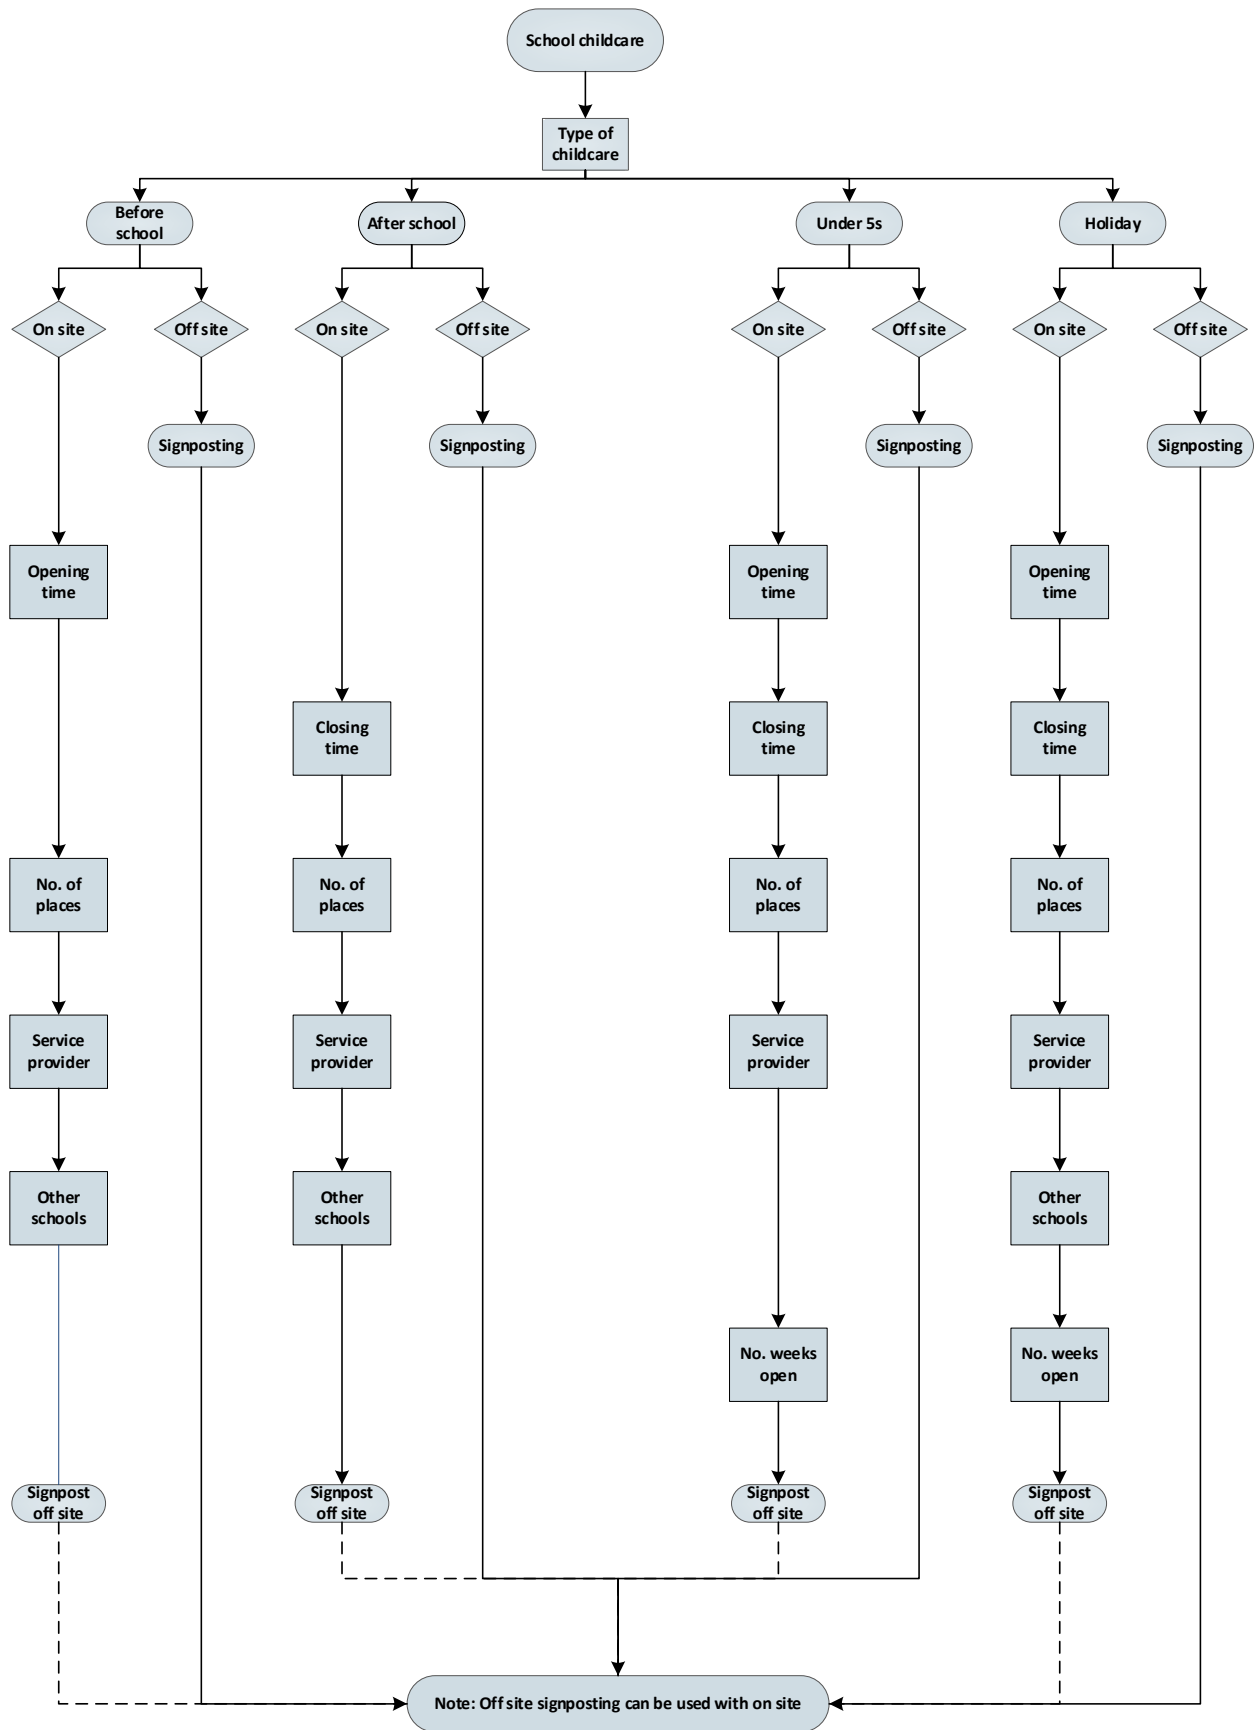 School childcare
Type of
childcare
Before
school
After school
Under 5s
Holiday
On site
Off site
On site
Off site
On site
Off site
On site
Off site
Signposting
Signposting
Signposting
Signposting
Opening
time
Opening
time
Opening
time
Closing
time
Closing
time
Closing
time
No. of
places
No. of
places
No. of
places
No. of
places
Service
provider
Service
provider
Service
provider
Service
provider
Other
schools
Other
schools
Other
schools
No. weeks
open
No. weeks
open
Signpost
off site
Signpost
off site
Signpost
off site
Signpost
off site
Note: Off site signposting can be used with on site